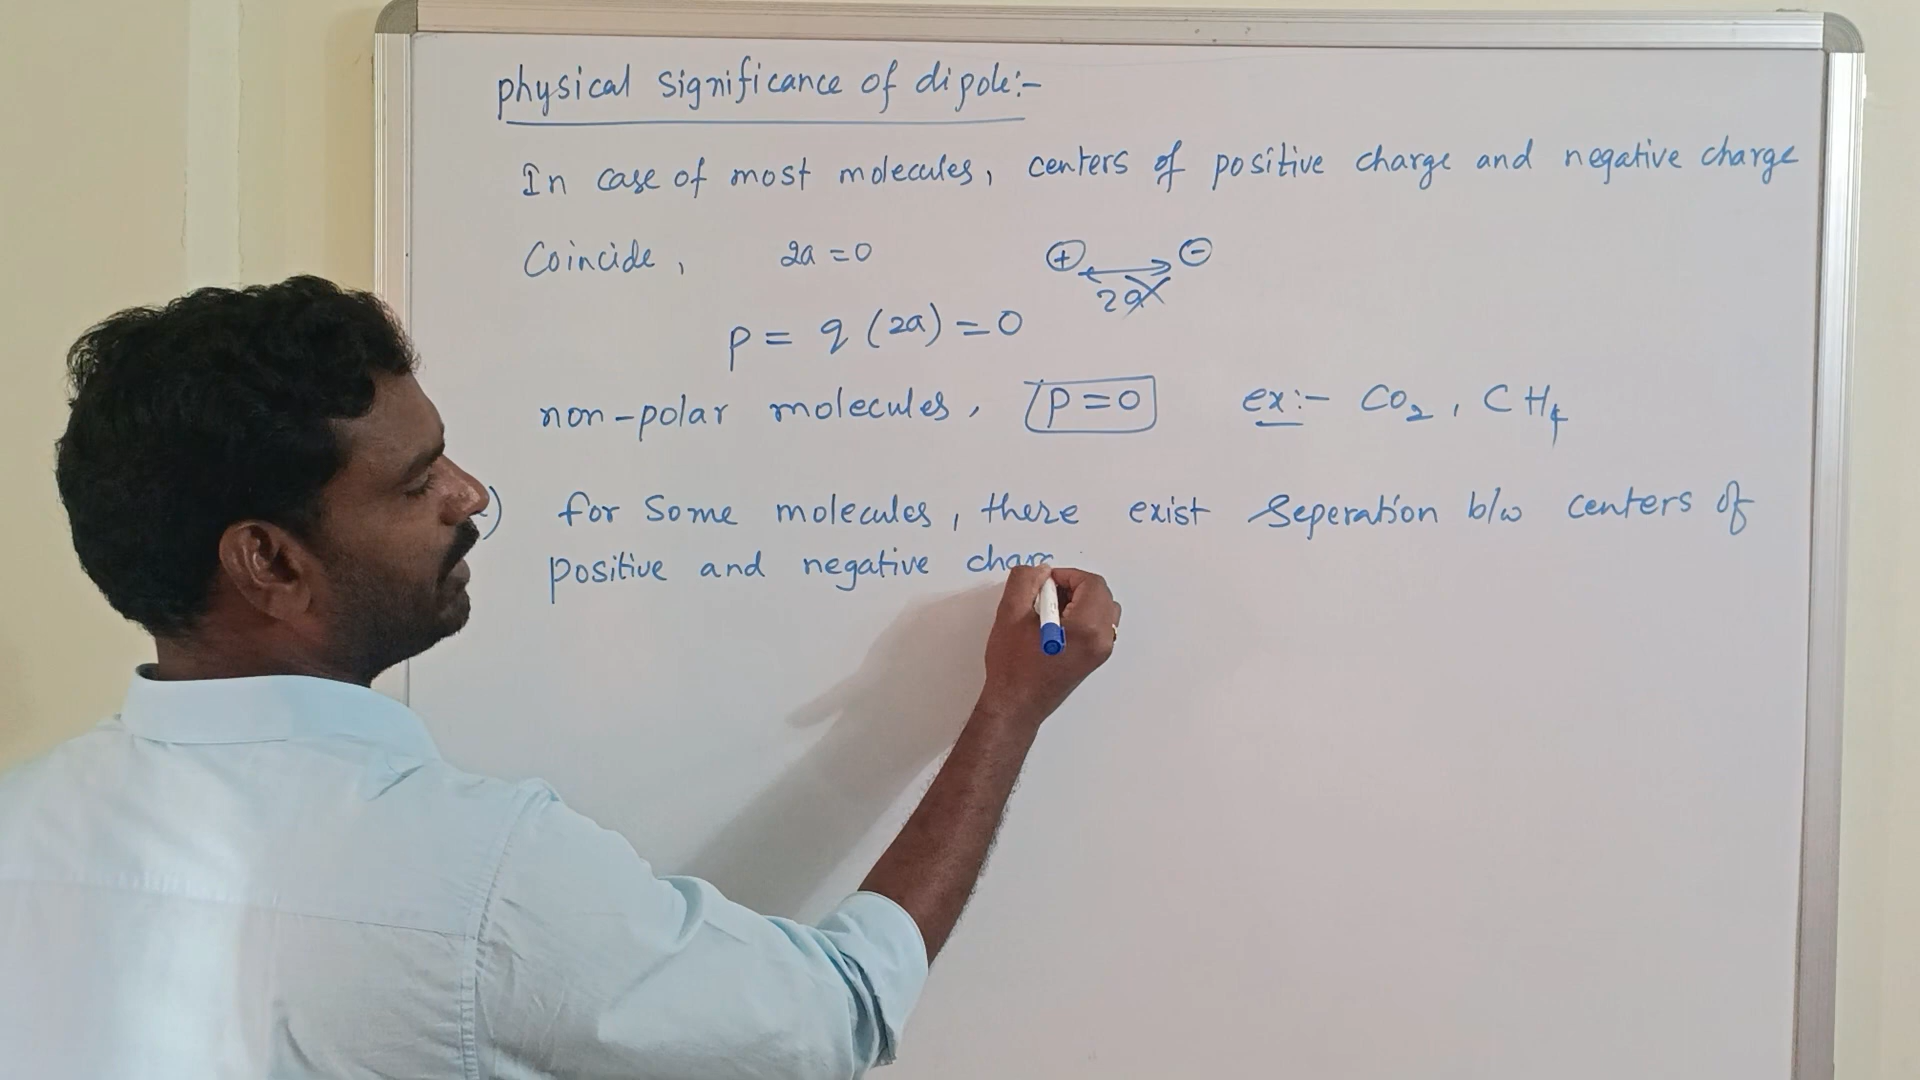 physical significance of dipole:-
In case of most molecules, centers of positive charge and negative charge
Coincide, 2a = 0 + -
2a
p = q (2a) = 0
non-polar molecules, p = 0 ex:- CO2, CH4
) for Some molecules, there exist Seperation b/w centers of
positive and negative charg